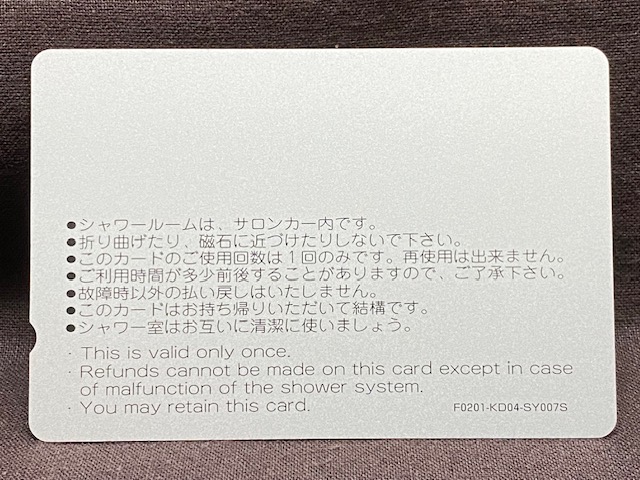 ●シャワールームは、サロンカー内です。
●折り曲げたり、磁石に近づけたりしないで下さい。
●このカードのご使用回数は１回のみです。再使用は出来ません。
●ご利用時間が多少前後することがありますので、ご了承下さい。
●故障時以外の払い戻しはいたしません。
●このカードはお持ち帰りいただいて結構です。
●シャワー室はお互いに清潔に使いましょう。
· This is valid only once.
· Refunds cannot be made on this card except in case
of malfunction of the shower system.
· You may retain this card.
F0201-KD04-SY007S